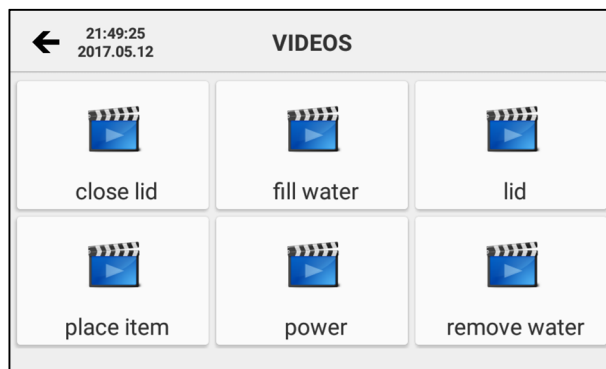 21:49:25
2017.05.12
VIDEOS
close lid
fill water
lid
place item
power
remove water